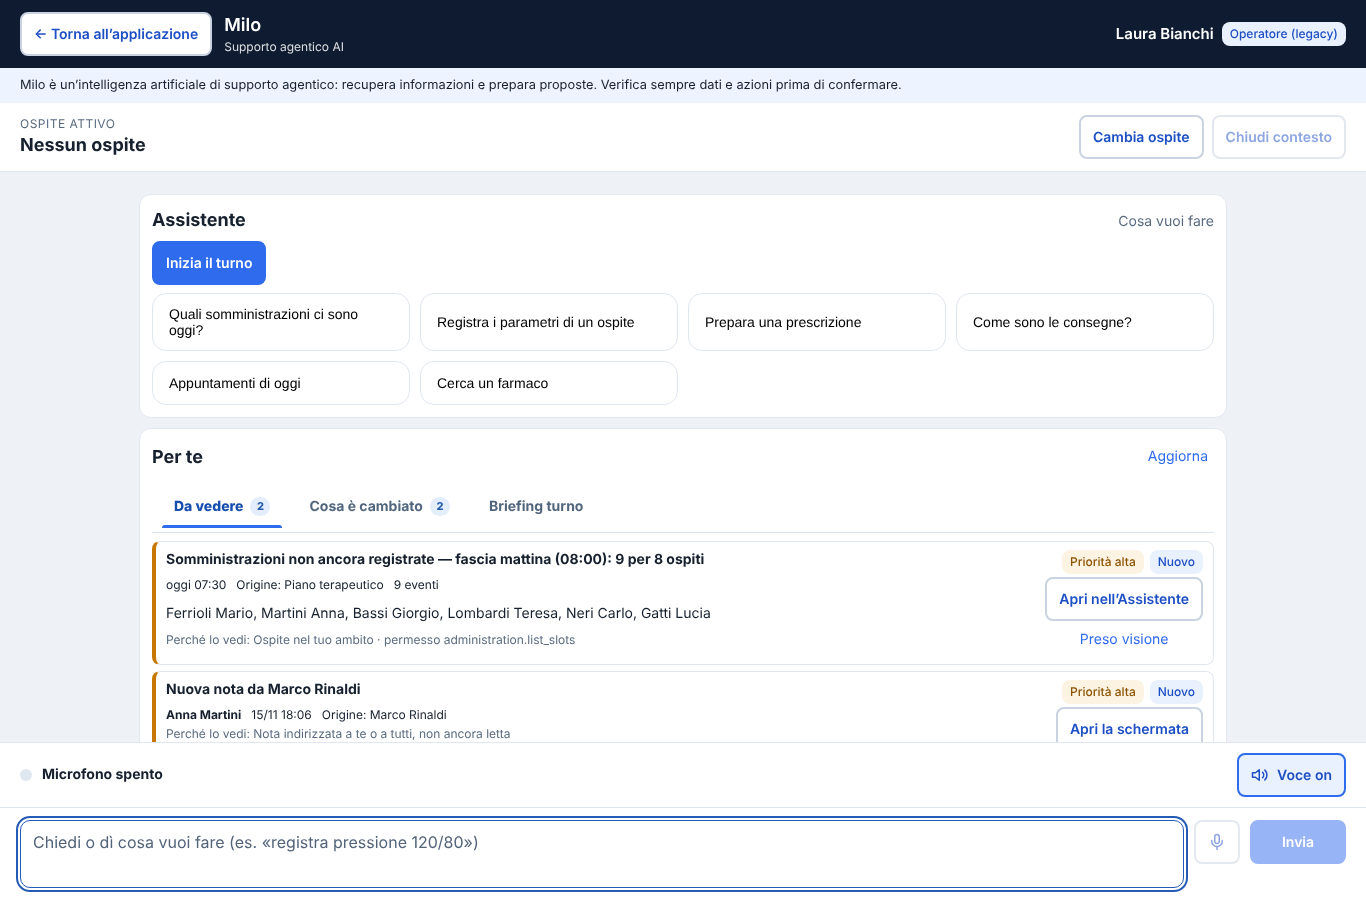 ← Torna all’applicazione
Milo
Supporto agentico AI
Laura Bianchi
Operatore (legacy)
Milo è un’intelligenza artificiale di supporto agentico: recupera informazioni e prepara proposte. Verifica sempre dati e azioni prima di confermare.
OSPITE ATTIVO
Nessun ospite
Cambia ospite
Chiudi contesto
Assistente
Cosa vuoi fare
Inizia il turno
Quali somministrazioni ci sono
oggi?
Registra i parametri di un ospite
Prepara una prescrizione
Come sono le consegne?
Appuntamenti di oggi
Cerca un farmaco
Per te
Aggiorna
Da vedere 2
Cosa è cambiato 2
Briefing turno
Somministrazioni non ancora registrate — fascia mattina (08:00): 9 per 8 ospiti
Priorità alta
Nuovo
oggi 07:30 Origine: Piano terapeutico 9 eventi
Apri nell’Assistente
Ferrioli Mario, Martini Anna, Bassi Giorgio, Lombardi Teresa, Neri Carlo, Gatti Lucia
Perché lo vedi: Ospite nel tuo ambito · permesso administration.list_slots
Preso visione
Nuova nota da Marco Rinaldi
Priorità alta
Nuovo
Anna Martini 15/11 18:06 Origine: Marco Rinaldi
Apri la schermata
Perché lo vedi: Nota indirizzata a te o a tutti, non ancora letta
Microfono spento
Voce on
Chiedi o dì cosa vuoi fare (es. «registra pressione 120/80»)
Invia